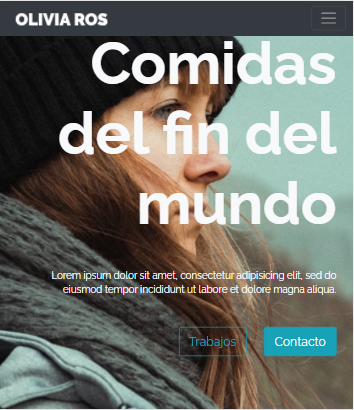 OLIVIA ROS
Comidas
del fin del
mundo
Lorem ipsum dolor sit amet, consectetur adipisicing elit, sed do
eiusmod tempor incididunt ut labore et dolore magna aliqua.
Trabajos Contacto